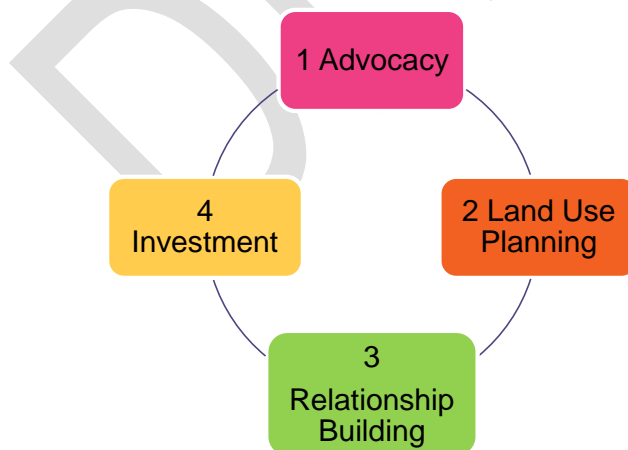 1 Advocacy
2 Land Use
Planning
3
Relationship
Building
4
Investment